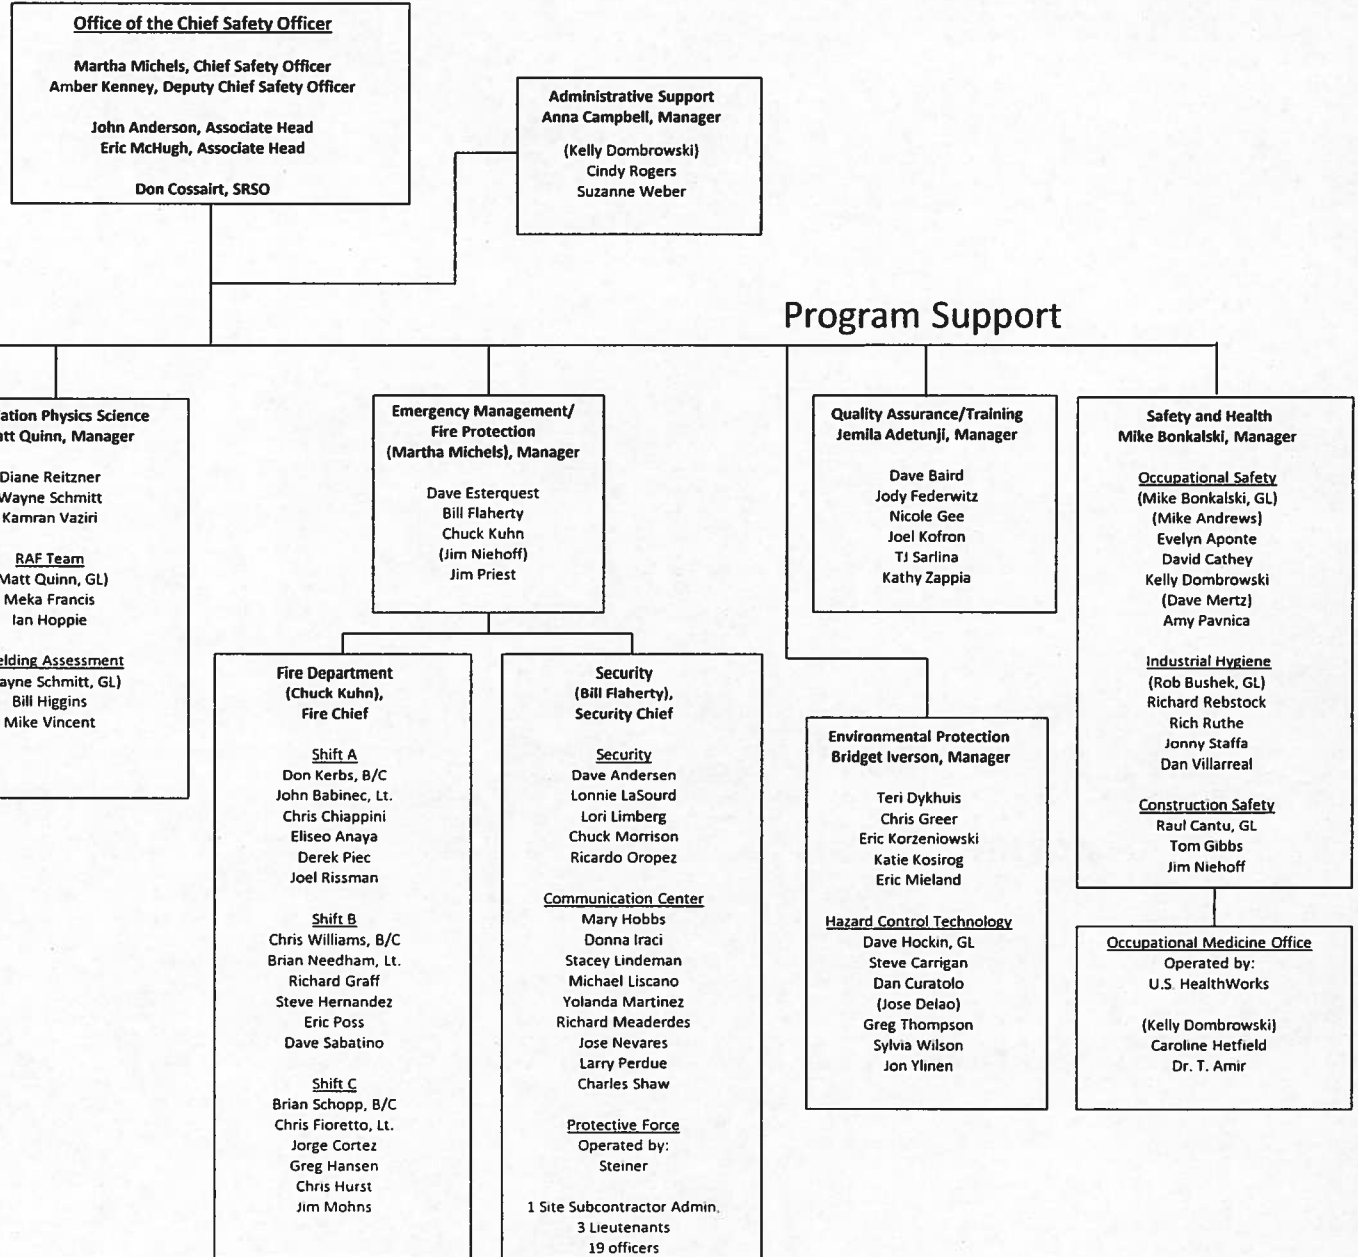 Office of the Chief Safety Officer
Martha Michels, Chief Safety Officer
Amber Kenney, Deputy Chief Safety Officer
John Anderson, Associate Head
Eric McHugh, Associate Head
Don Cossairt, SRSO
Administrative Support
Anna Campbell, Manager
(Kelly Dombrowski)
Cindy Rogers
Suzanne Weber
Program Support
ation Physics Science
tt Quinn, Manager
Diane Reitzner
Wayne Schmitt
Kamran Vaziri
RAF Team
Matt Quinn, GL)
Meka Francis
Ian Hoppie
elding Assessment
ayne Schmitt, GL)
Bill Higgins
Mike Vincent
Emergency Management/
Fire Protection
(Martha Michels), Manager
Dave Esterquest
Bill Flaherty
Chuck Kuhn
(Jim Niehoff)
Jim Priest
Fire Department
(Chuck Kuhn),
Fire Chief
Shift A
Don Kerbs, B/C
John Babinec, Lt.
Chris Chiappini
Eliseo Anaya
Derek Piec
Joel Rissman
Shift B
Chris Williams, B/C
Brian Needham, Lt.
Richard Graff
Steve Hernandez
Eric Poss
Dave Sabatino
Shift C
Brian Schopp, B/C
Chris Fioretto, Lt.
Jorge Cortez
Greg Hansen
Chris Hurst
Jim Mohns
Security
(Bill Flaherty),
Security Chief
Security
Dave Andersen
Lonnie LaSourd
Lori Limberg
Chuck Morrison
Ricardo Oropez
Communication Center
Mary Hobbs
Donna Iraci
Stacey Lindeman
Michael Liscano
Yolanda Martinez
Richard Meaderdes
Jose Nevares
Larry Perdue
Charles Shaw
Protective Force
Operated by:
Steiner
1 Site Subcontractor Admin.
3 Lieutenants
19 officers
Quality Assurance/Training
Jemila Adetunji, Manager
Dave Baird
Jody Federwitz
Nicole Gee
Joel Kofron
TJ Sarlina
Kathy Zappia
Environmental Protection
Bridget Iverson, Manager
Teri Dykhuis
Chris Greer
Eric Korzeniowski
Katie Kosirog
Eric Mieland
Hazard Control Technology
Dave Hockin, GL
Steve Carrigan
Dan Curatolo
(Jose Delao)
Greg Thompson
Sylvia Wilson
Jon Ylinen
Safety and Health
Mike Bonkalski, Manager
Occupational Safety
(Mike Bonkalski, GL)
(Mike Andrews)
Evelyn Aponte
David Cathey
Kelly Dombrowski
(Dave Mertz)
Amy Pavnica
Industrial Hygiene
(Rob Bushek, GL)
Richard Rebstock
Rich Ruthe
Jonny Staffa
Dan Villarreal
Construction Safety
Raul Cantu, GL
Tom Gibbs
Jim Niehoff
Occupational Medicine Office
Operated by:
U.S. HealthWorks
(Kelly Dombrowski)
Caroline Hetfield
Dr. T. Amir